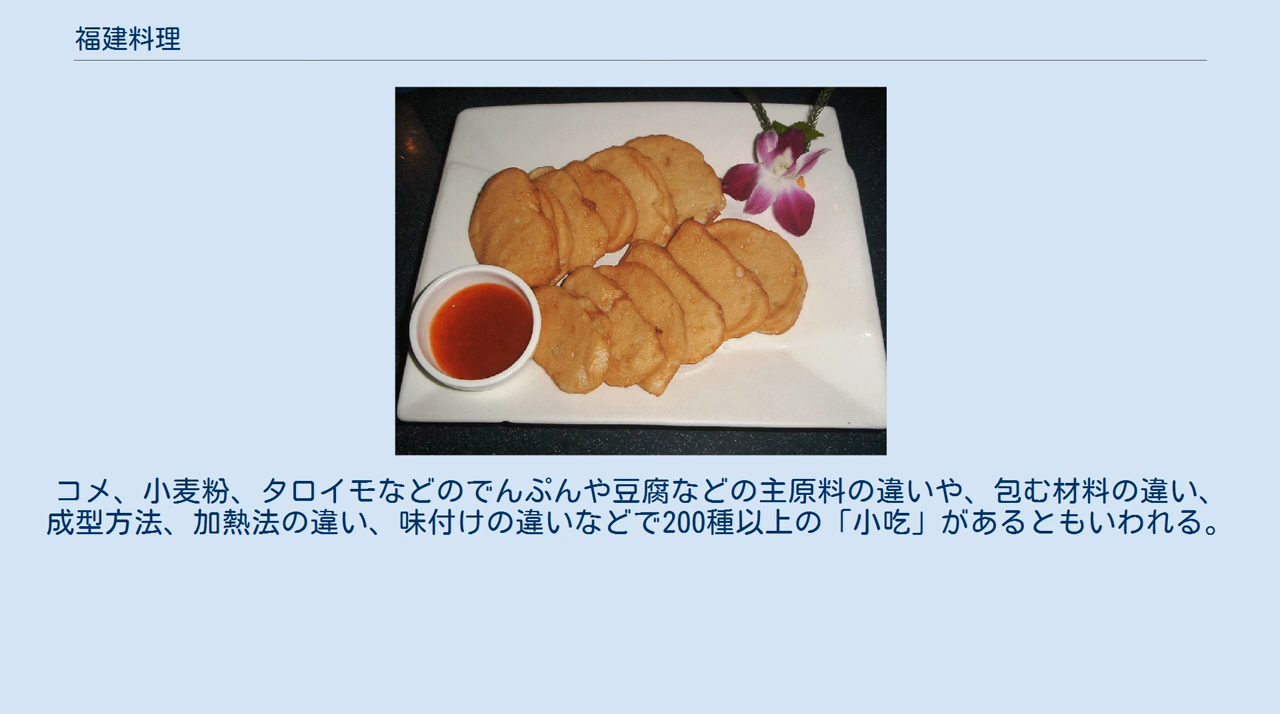 福建料理
コメ、小麦粉、タロイモなどのでんぷんや豆腐などの主原料の違いや、包む材料の違い、
成型方法、加熱法の違い、味付けの違いなどで200種以上の「小吃」があるともいわれる。